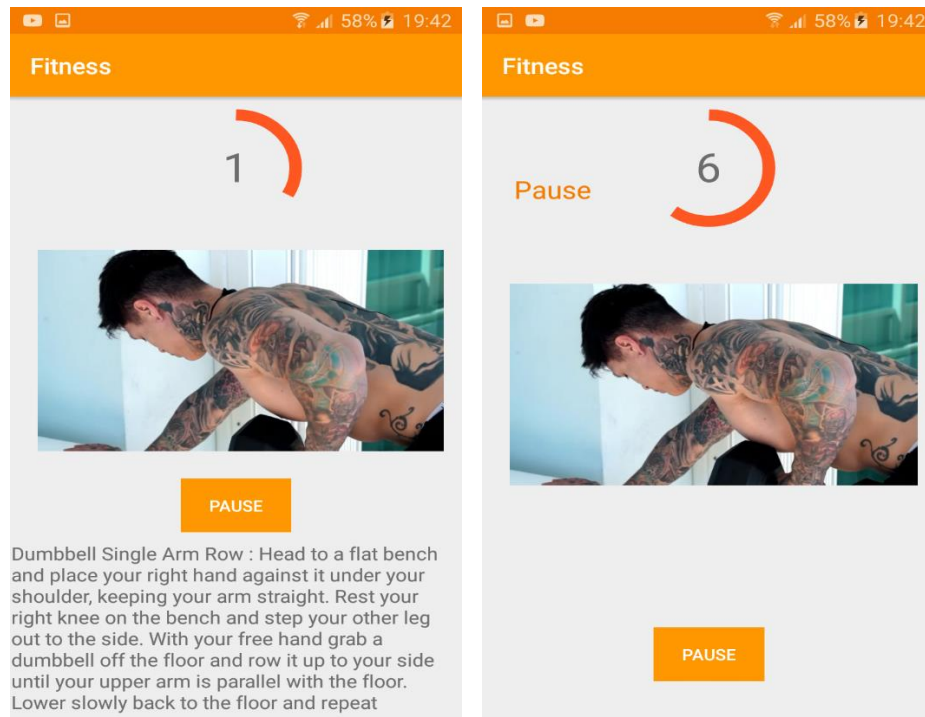 58% 19:42
Fitness
1
PAUSE
Dumbbell Single Arm Row : Head to a flat bench
and place your right hand against it under your
shoulder, keeping your arm straight. Rest your
right knee on the bench and step your other leg
out to the side. With your free hand grab a
dumbbell off the floor and row it up to your side
until your upper arm is parallel with the floor.
Lower slowly back to the floor and repeat
58% 19:42
Fitness
6
Pause
PAUSE